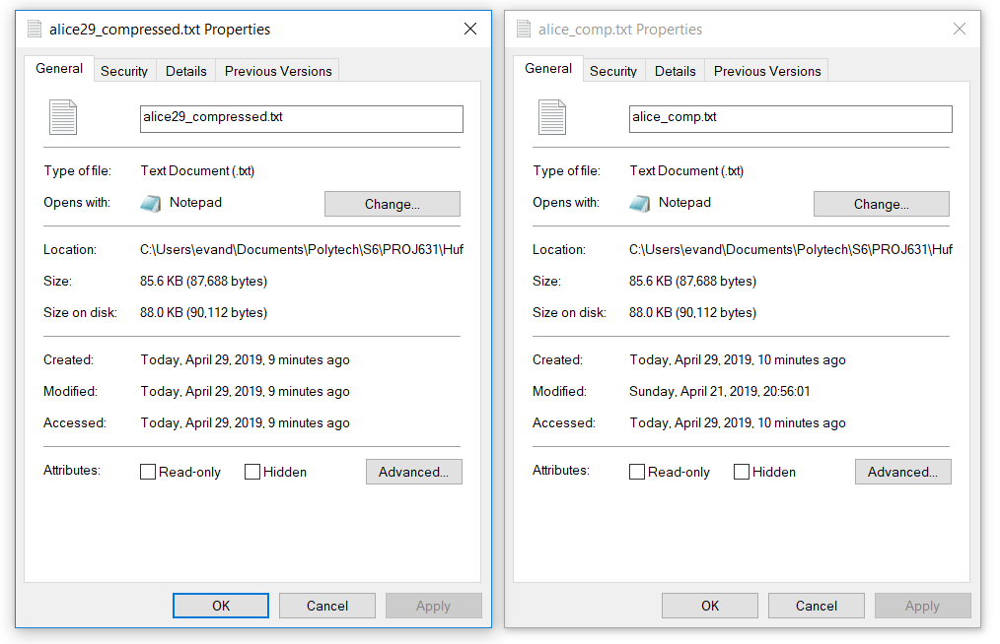 alice29_compressed.txt Properties
General Security Details Previous Versions
alice29_compressed.txt
Type of file: Text Document (.txt)
Opens with: Notepad Change...
Location: C:\Users\evand\Documents\Polytech\S6\PROJ631\Huf
Size: 85.6 KB (87,688 bytes)
Size on disk: 88.0 KB (90,112 bytes)
Created: Today, April 29, 2019, 9 minutes ago
Modified: Today, April 29, 2019, 9 minutes ago
Accessed: Today, April 29, 2019, 9 minutes ago
Attributes: Read-only Hidden Advanced...
OK Cancel Apply
alice_comp.txt Properties
General Security Details Previous Versions
alice_comp.txt
Type of file: Text Document (.txt)
Opens with: Notepad Change...
Location: C:\Users\evand\Documents\Polytech\S6\PROJ631\Huf
Size: 85.6 KB (87,688 bytes)
Size on disk: 88.0 KB (90,112 bytes)
Created: Today, April 29, 2019, 10 minutes ago
Modified: Sunday, April 21, 2019, 20:56:01
Accessed: Today, April 29, 2019, 10 minutes ago
Attributes: Read-only Hidden Advanced...
OK Cancel Apply